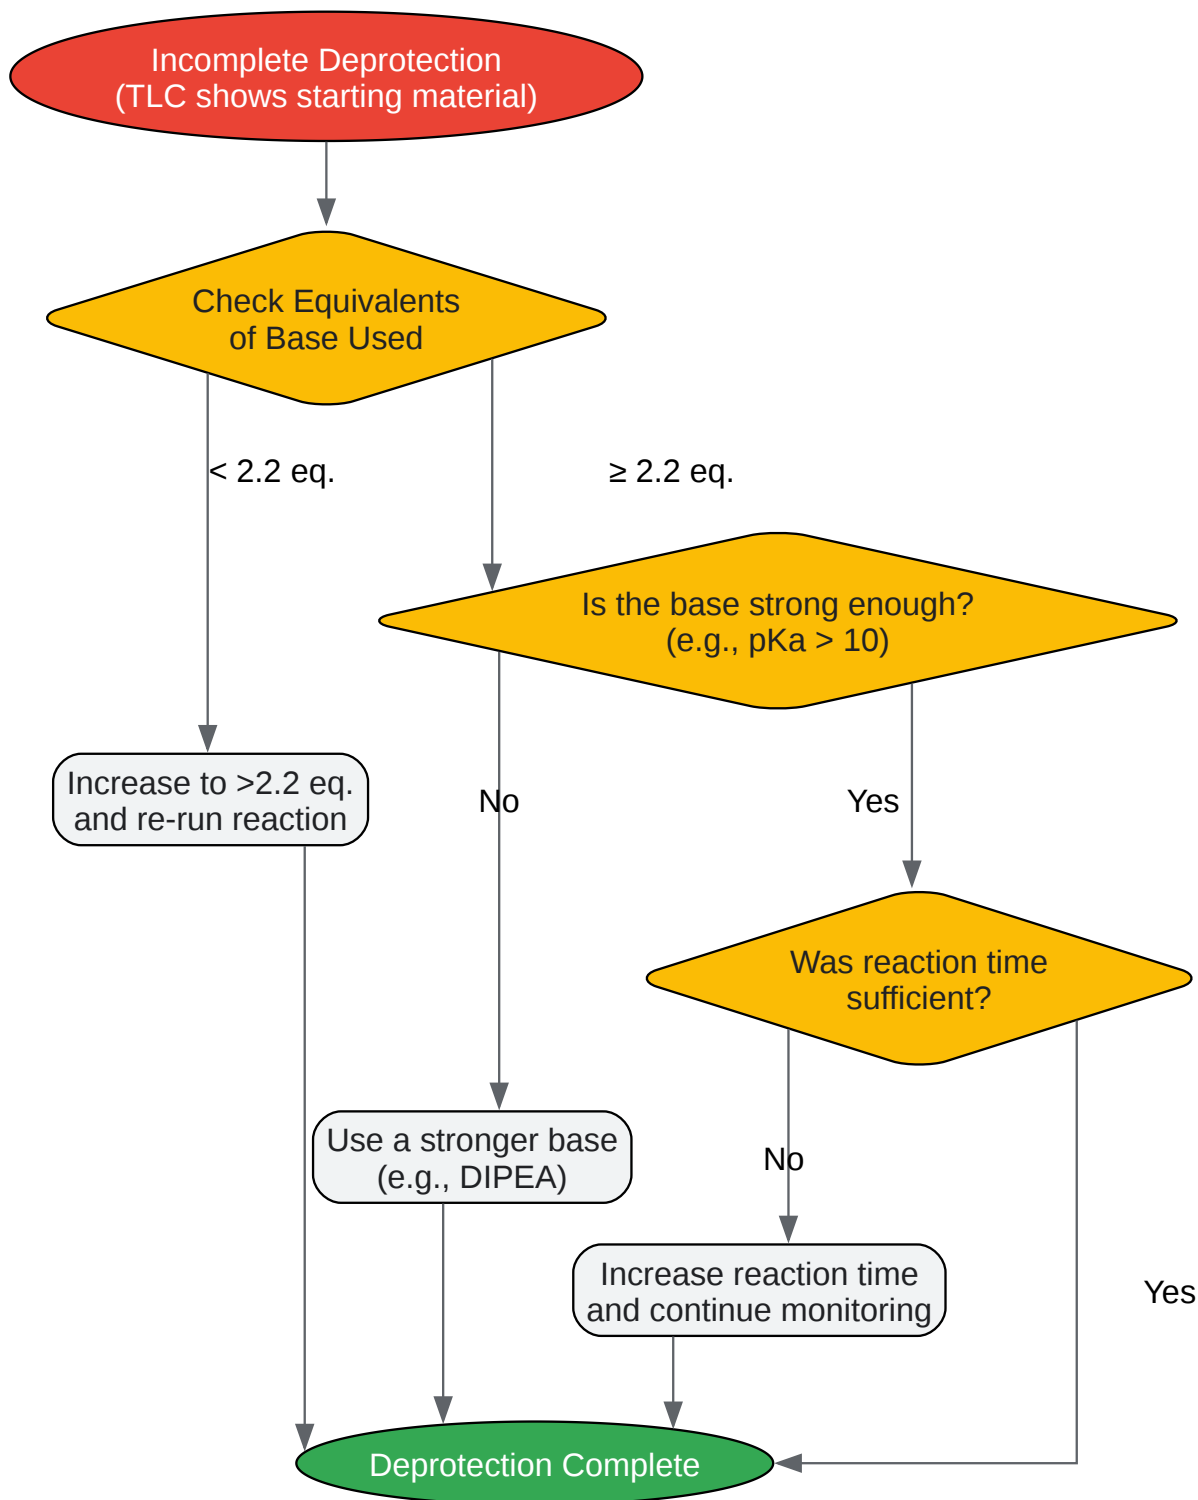 Incomplete Deprotection
(TLC shows starting material)
Check Equivalents
of Base Used
< 2.2 eq.
≥ 2.2 eq.
Is the base strong enough?
(e.g., pKa > 10)
Increase to >2.2 eq.
and re-run reaction
No
Yes
Was reaction time
sufficient?
Use a stronger base
(e.g., DIPEA)
No
Increase reaction time
and continue monitoring
Yes
Deprotection Complete